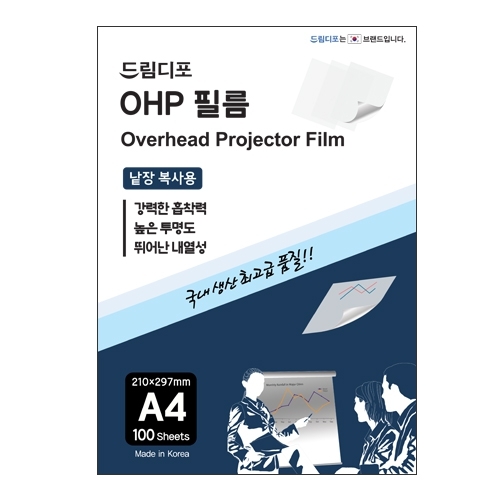 드림디포는 브랜드입니다.
드림디포
OHP 필름
Overhead Projector Film
낱장 복사용
강력한 흡착력
높은 투명도
뛰어난 내열성
국내 생산 최고급 품질!!
210×297mm
A4
100 Sheets
Made in Korea